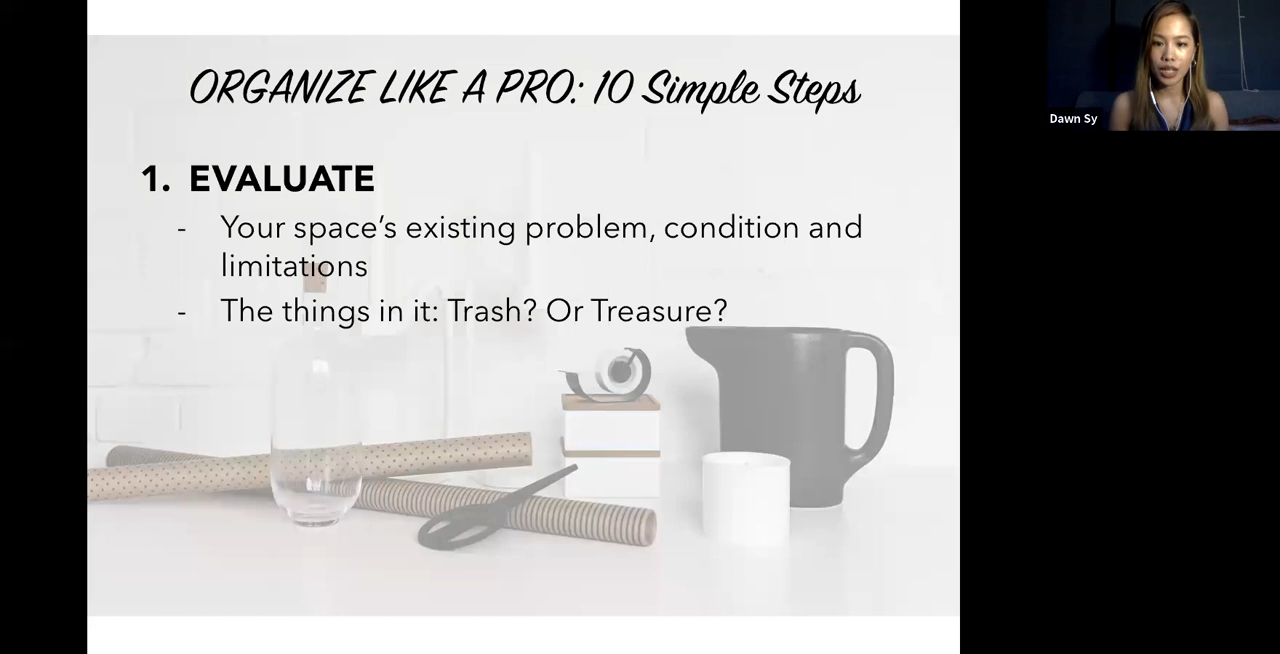 ORGANIZE LIKE A PRO: 10 Simple Steps
1. EVALUATE
- Your space’s existing problem, condition and
limitations
- The things in it: Trash? Or Treasure?
Dawn Sy